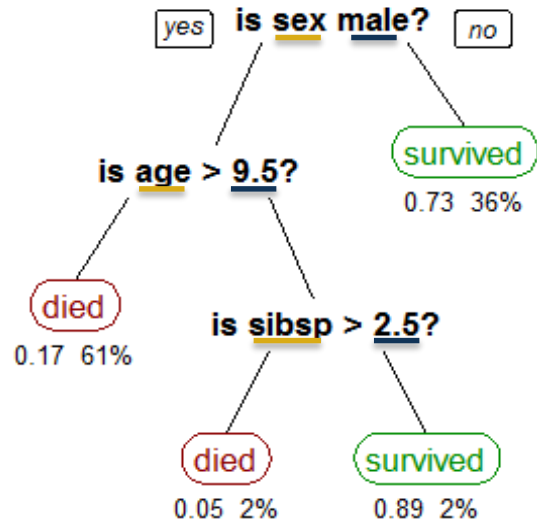 yes is sex male? no
survived
is age > 9.5?
0.73 36%
died
is sibsp > 2.5?
0.17 61%
died survived
0.05 2% 0.89 2%